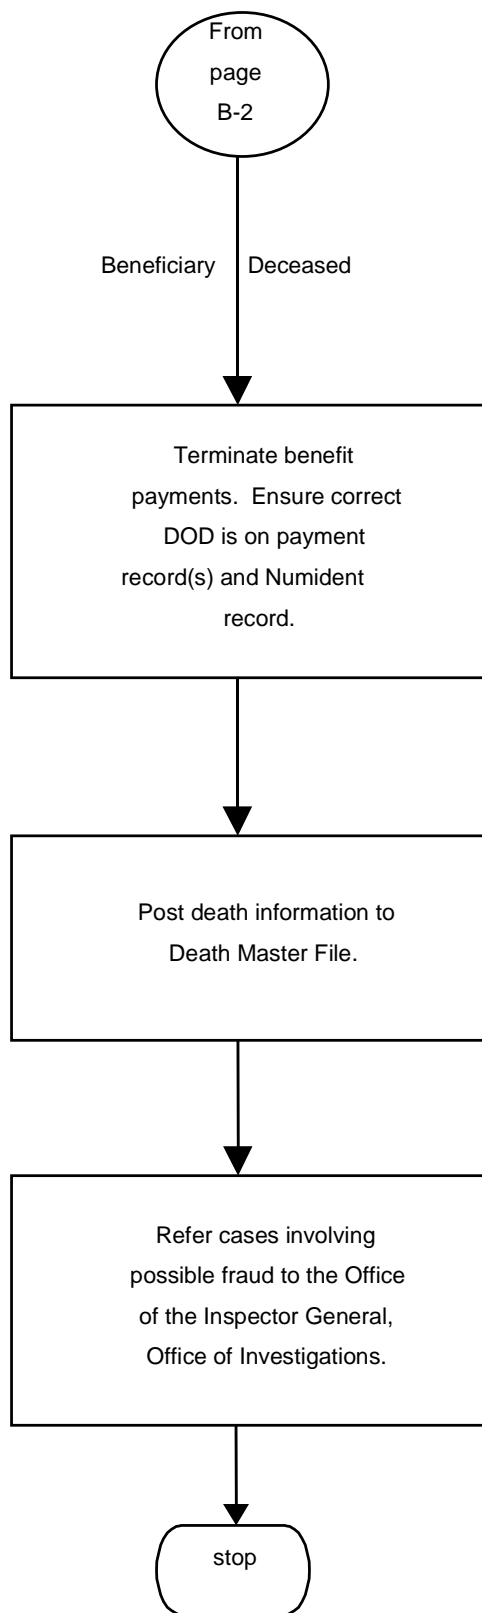 From
page
B-2
Beneficiary Deceased
Terminate benefit
payments. Ensure correct
DOD is on payment
record(s) and Numident
record.
Post death information to
Death Master File.
Refer cases involving
possible fraud to the Office
of the Inspector General,
Office of Investigations.
stop